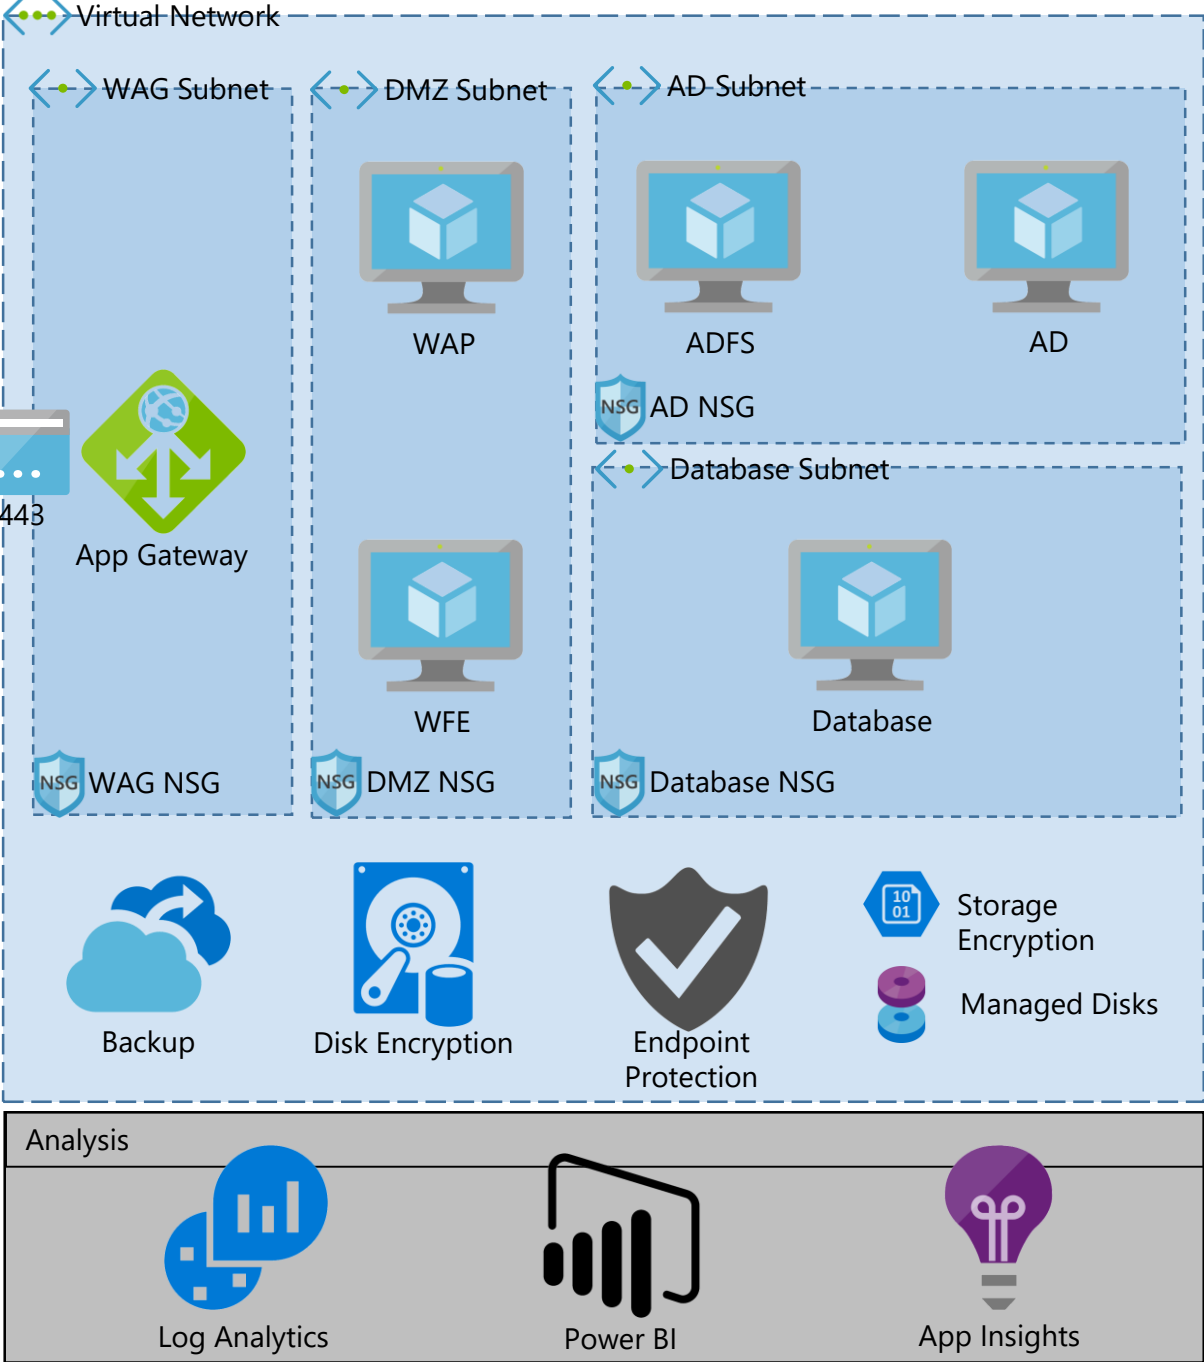 Virtual Network
WAG Subnet
DMZ Subnet
AD Subnet
WAP
ADFS
AD
NSG
AD NSG
Database Subnet
443
App Gateway
WFE
Database
NSG
WAG NSG
NSG
DMZ NSG
NSG
Database NSG
10
01
Storage
Encryption
Managed Disks
Backup
Disk Encryption
Endpoint
Protection
Analysis
Log Analytics
Power BI
App Insights